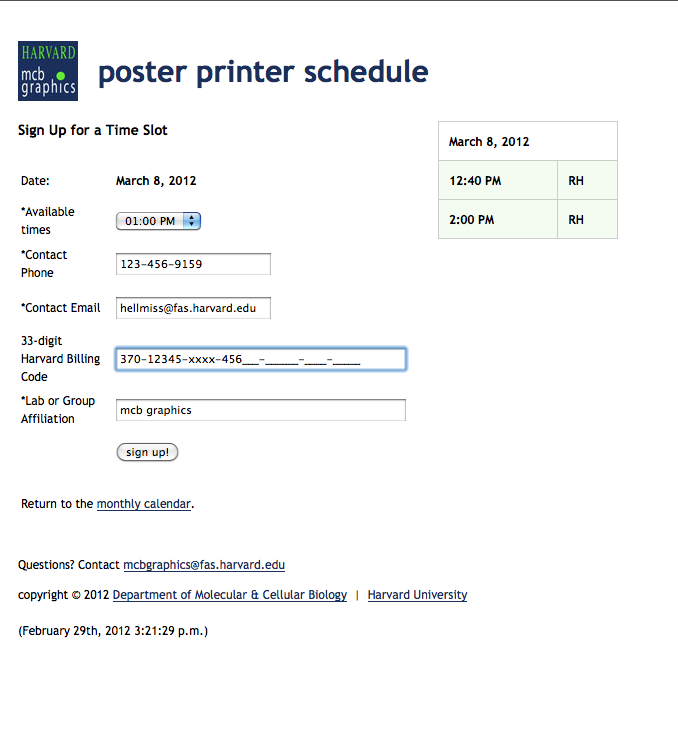 HARVARD
mcb
graphics
poster printer schedule
Sign Up for a Time Slot
March 8, 2012
12:40 PM RH
2:00 PM RH
Date: March 8, 2012
*Available
times
01:00 PM
*Contact
Phone
123-456-9159
*Contact Email hellmiss@fas.harvard.edu
33-digit
Harvard Billing
Code
370-12345-xxxx-456___-______-____-_____
*Lab or Group
Affiliation
mcb graphics
sign up!
Return to the monthly calendar.
Questions? Contact mcbgraphics@fas.harvard.edu
copyright © 2012 Department of Molecular & Cellular Biology | Harvard University
(February 29th, 2012 3:21:29 p.m.)